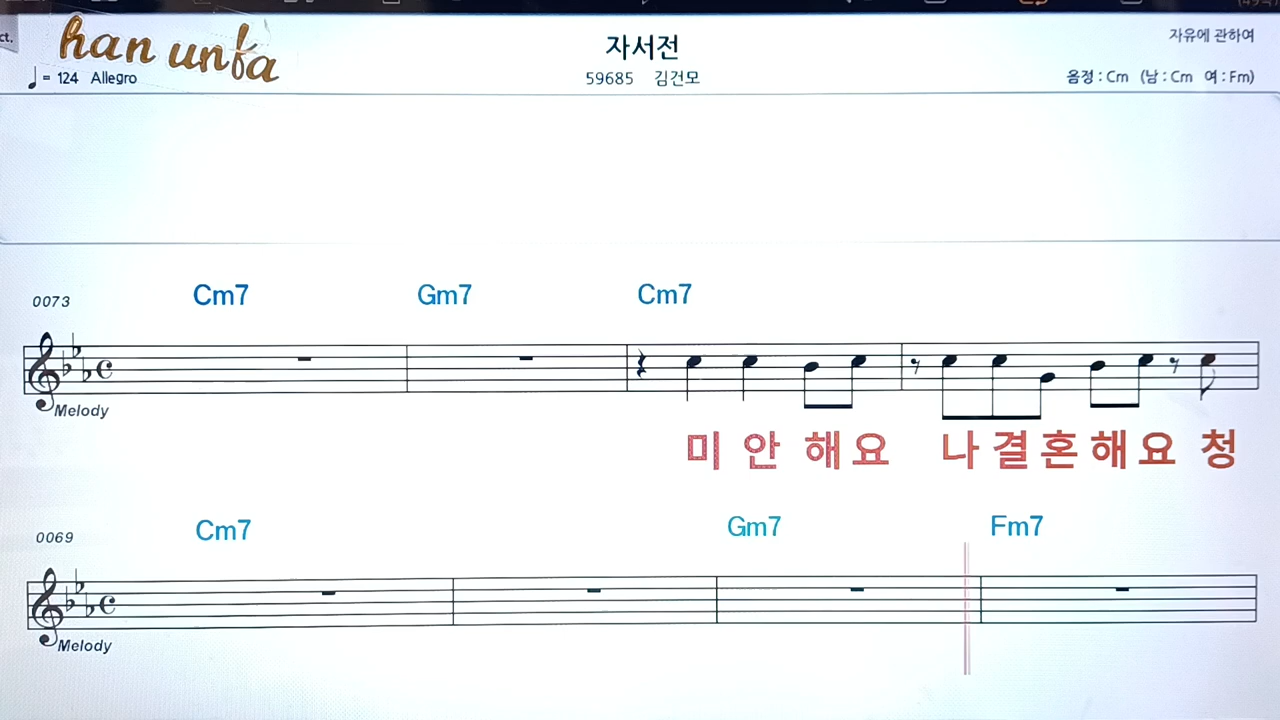 ct.
han unfa
♩ = 124 Allegro
자서전
59685 김건모
자유에 관하여
음정 : Cm (남 : Cm 여 : Fm)
0073
Cm7 Gm7 Cm7
Melody
미 안 해 요 나 결 혼 해 요 청
0069
Cm7 Gm7 Fm7
Melody